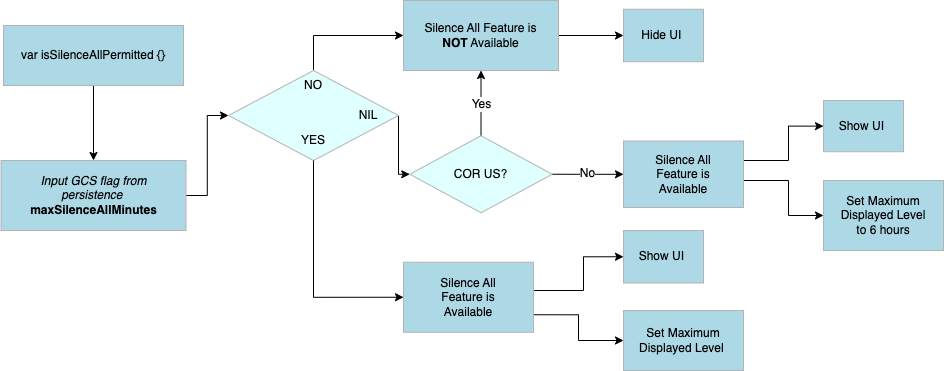 var isSilenceAllPermitted {}
Input GCS flag from
persistence
maxSilenceAllMinutes
NO
NIL
YES
Silence All Feature is
NOT Available
Hide UI
Yes
COR US?
No
Silence All
Feature is
Available
Show UI
Set Maximum
Displayed Level
to 6 hours
Silence All
Feature is
Available
Show UI
Set Maximum
Displayed Level